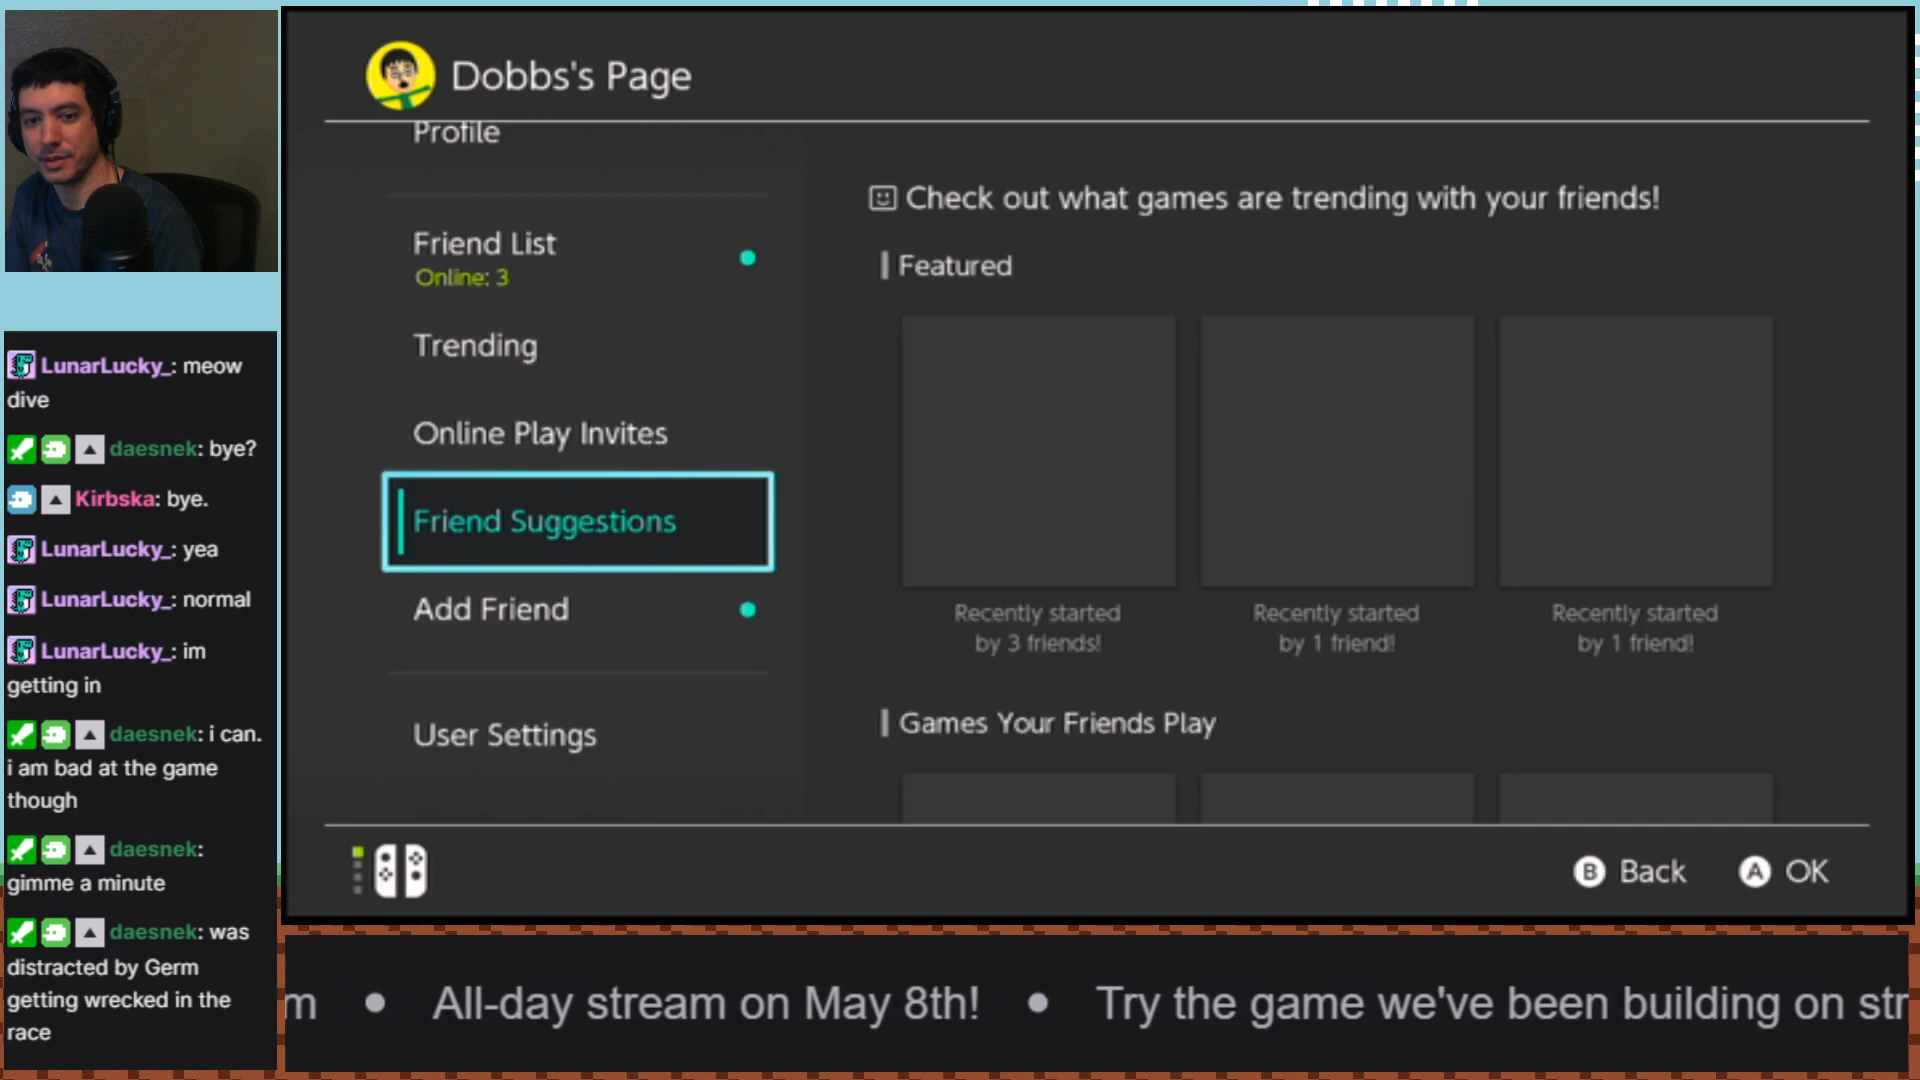 Dobbs's Page
Profile
Friend List
Online: 3
Trending
Online Play Invites
Friend Suggestions
Add Friend
User Settings
Check out what games are trending with your friends!
Featured
Recently started
by 3 friends!
Recently started
by 1 friend!
Recently started
by 1 friend!
Games Your Friends Play
B Back
A OK
LunarLucky_: meow
dive
daesnek: bye?
Kirbska: bye.
LunarLucky_: yea
LunarLucky_: normal
LunarLucky_: im
getting in
daesnek: i can.
i am bad at the game
though
daesnek:
gimme a minute
daesnek: was
distracted by Germ
getting wrecked in the
race
m • All-day stream on May 8th! • Try the game we've been building on str